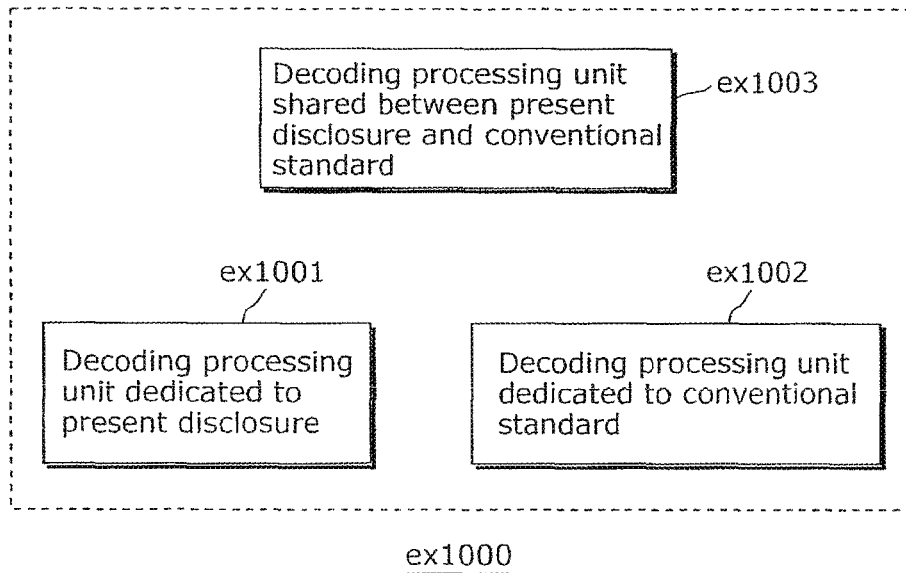 Decoding processing unit
shared between present
disclosure and conventional
standard
ex1003
ex1001
ex1002
Decoding processing
unit dedicated to
present disclosure
Decoding processing unit
dedicated to conventional
standard
ex1000